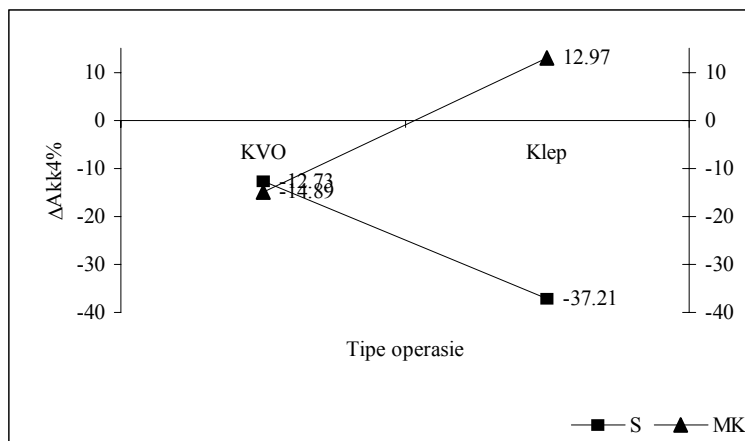 10 12.97 10
0 0
KVO Klep
-10 -12.73 -10
-14.89
-20 -20
-30 -30
-37.21
-40 -40
ΔAkk4%
Tipe operasie
S MK